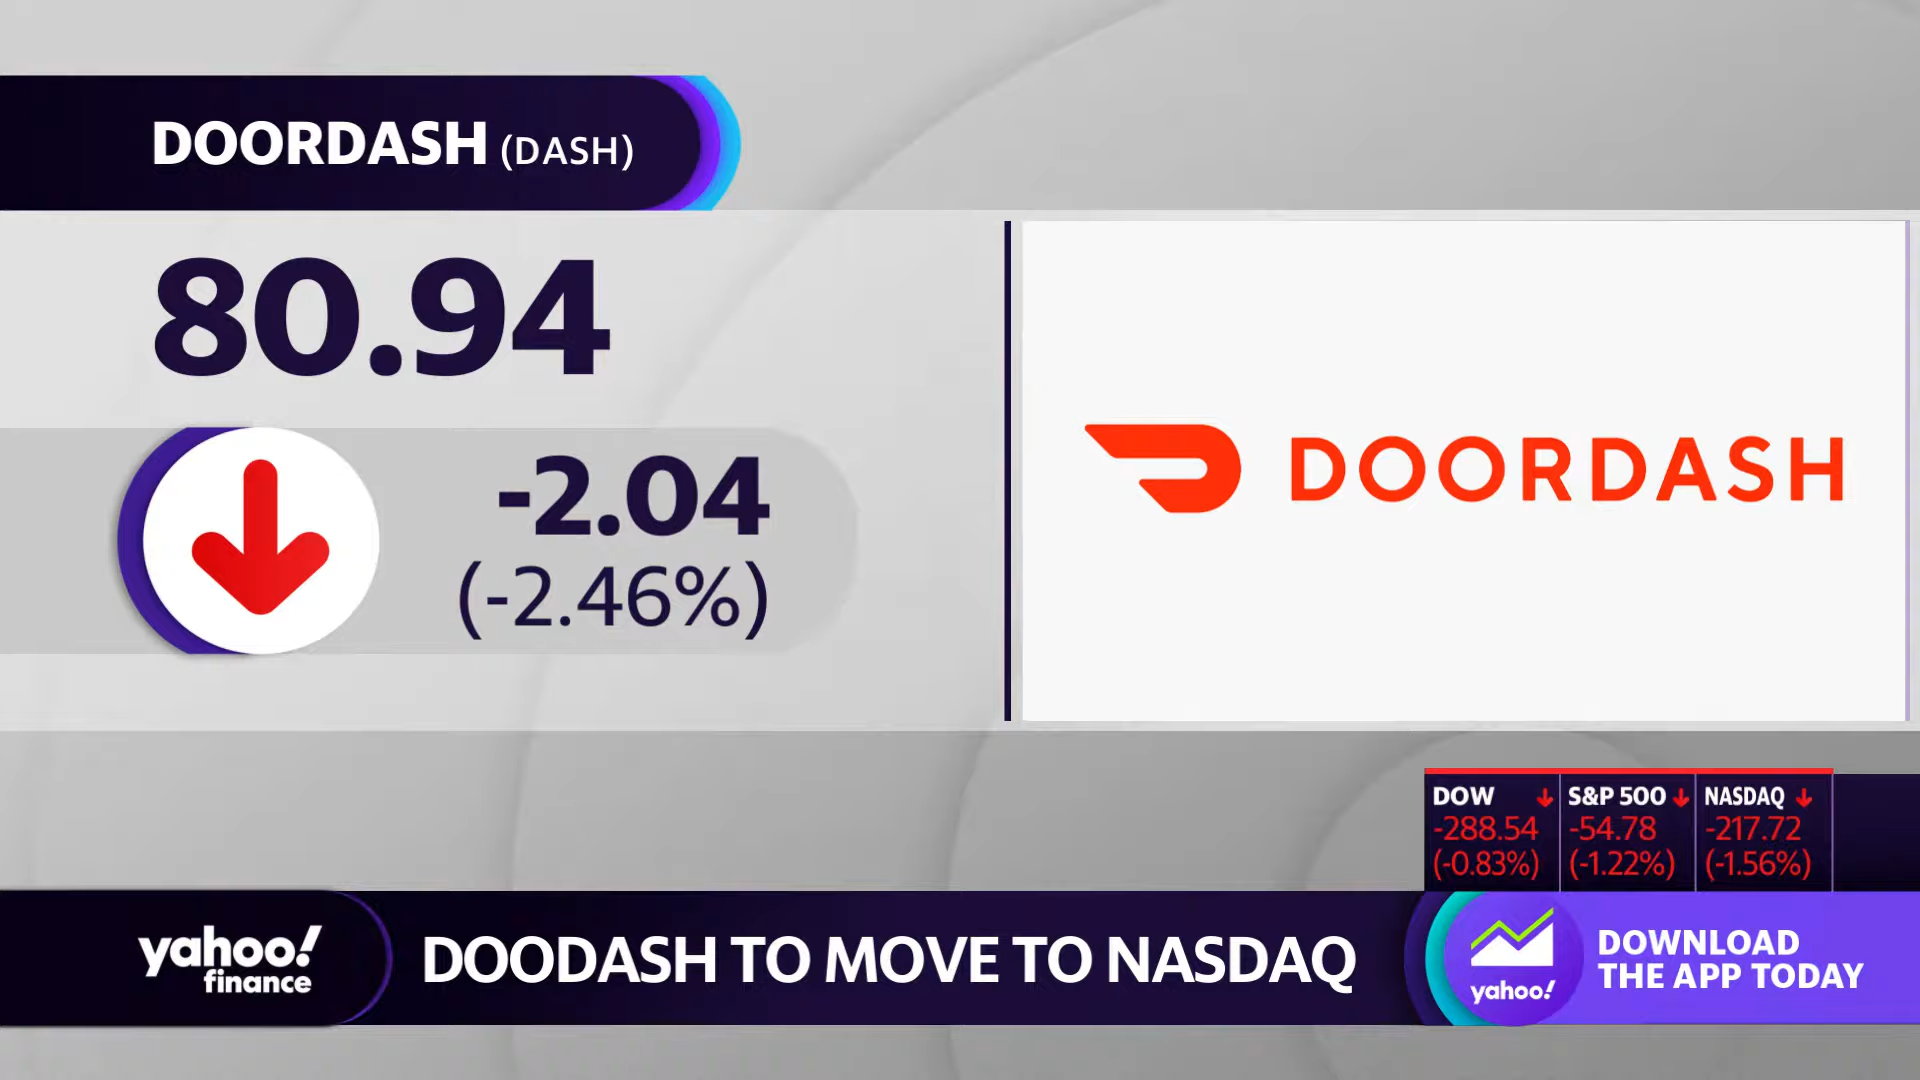 DOORDASH (DASH)
80.94
-2.04
(-2.46%)
DOORDASH
DOW
-288.54
(-0.83%)
S&P 500
-54.78
(-1.22%)
NASDAQ
-217.72
(-1.56%)
yahoo!
finance
DOODASH TO MOVE TO NASDAQ
yahoo!
DOWNLOAD
THE APP TODAY